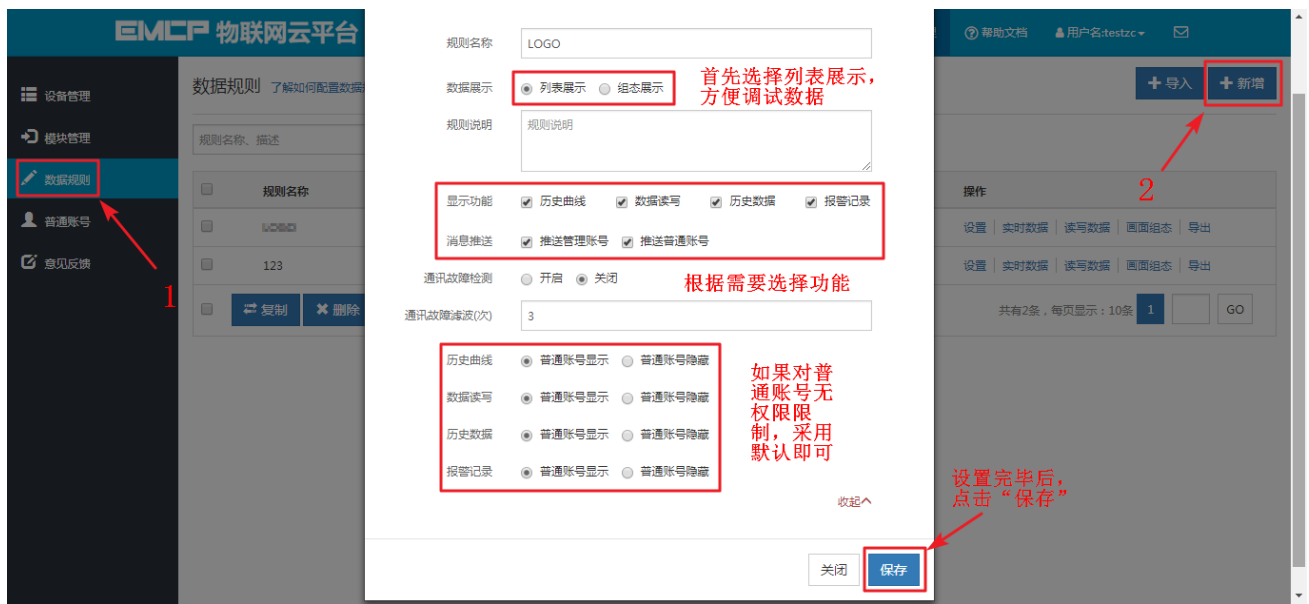 EMCP 物联网云平台
帮助文档 用户名:testzc
设备管理
模块管理
数据规则
普通账号
意见反馈
1
数据规则 了解如何配置数据
导入
新增
2
规则名称、描述
规则名称
操作
设置 实时数据 读写数据 画面组态 导出
123
设置 实时数据 读写数据 画面组态 导出
复制 删除
共有2条，每页显示：10条 1 GO
规则名称 LOGO
数据展示 列表展示 组态展示
首先选择列表展示，
方便调试数据
规则说明 规则说明
显示功能 历史曲线 数据读写 历史数据 报警记录
消息推送 推送管理账号 推送普通账号
通讯故障检测 开启 关闭
根据需要选择功能
通讯故障滤波(次) 3
历史曲线 普通账号显示 普通账号隐藏
数据读写 普通账号显示 普通账号隐藏
历史数据 普通账号显示 普通账号隐藏
报警记录 普通账号显示 普通账号隐藏
如果对普
通账号无
权限限
制，采用
默认即可
收起
设置完毕后，
点击“保存”
关闭 保存